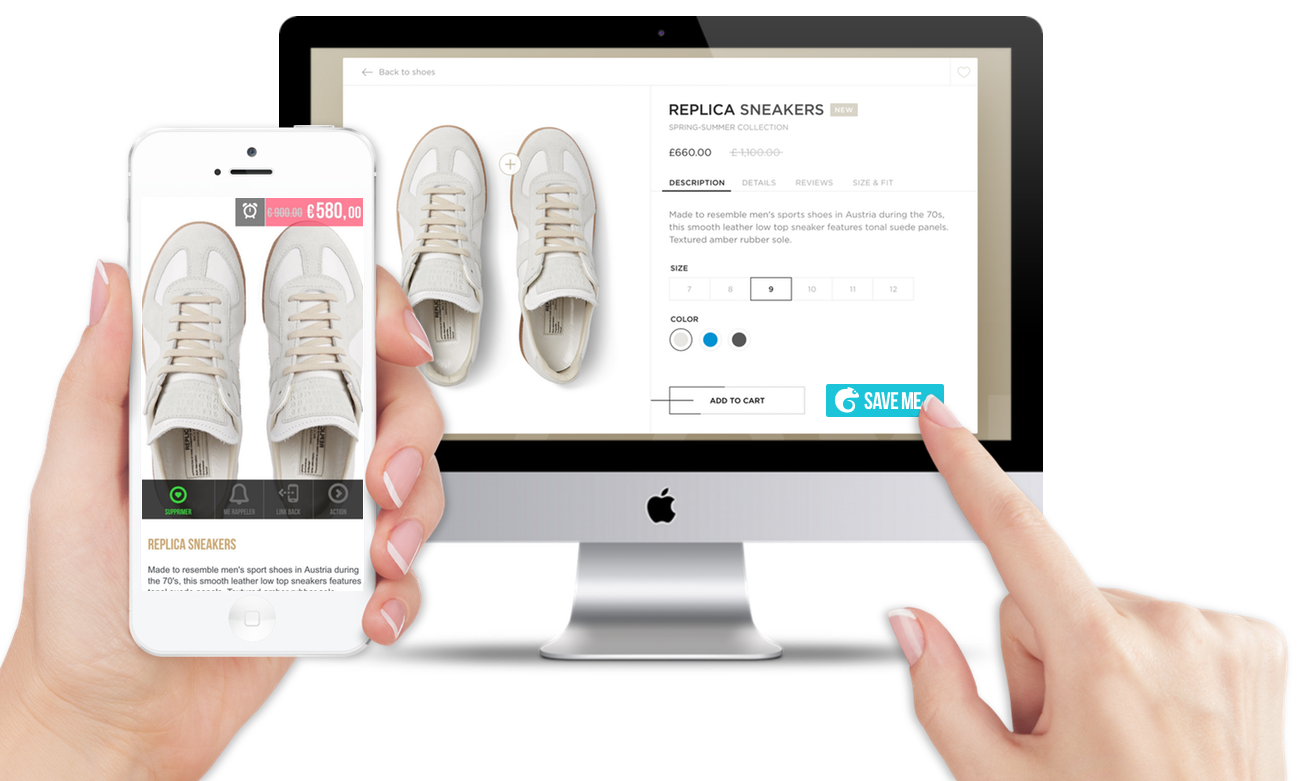 Back to shoes
REPLICA SNEAKERS NEW
SPRING-SUMMER COLLECTION
£660.00 £ 1,100.00
DESCRIPTION DETAILS REVIEWS SIZE & FIT
Made to resemble men's sports shoes in Austria during the 70s,
this smooth leather low top sneaker features tonal suede panels.
Textured amber rubber sole.
SIZE
7 8 9 10 11 12
COLOR
ADD TO CART
SAVE ME
€ 900.00 €580,00
SUPPRIMER ME RAPPELER LINK BACK ACTION
REPLICA SNEAKERS
Made to resemble men's sport shoes in Austria during
the 70's, this smooth leather low top sneakers features